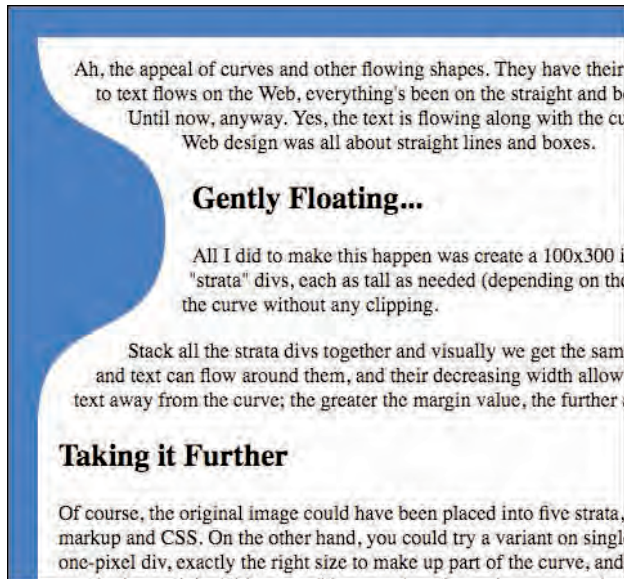 Ah, the appeal of curves and other flowing shapes. They have their
to text flows on the Web, everything's been on the straight and b
Until now, anyway. Yes, the text is flowing along with the cu
Web design was all about straight lines and boxes.
Gently Floating...
All I did to make this happen was create a 100x300 i
"strata" divs, each as tall as needed (depending on the
the curve without any clipping.
Stack all the strata divs together and visually we get the sam
and text can flow around them, and their decreasing width allow
text away from the curve; the greater the margin value, the further a
Taking it Further
Of course, the original image could have been placed into five strata,
markup and CSS. On the other hand, you could try a variant on singl
one-pixel div, exactly the right size to make up part of the curve, and